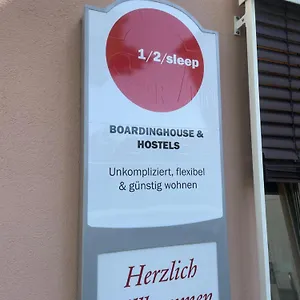 1/2/sleep
BOARDINGHOUSE &
HOSTELS
Unkompliziert, flexibel
& günstig wohnen
Herzlich